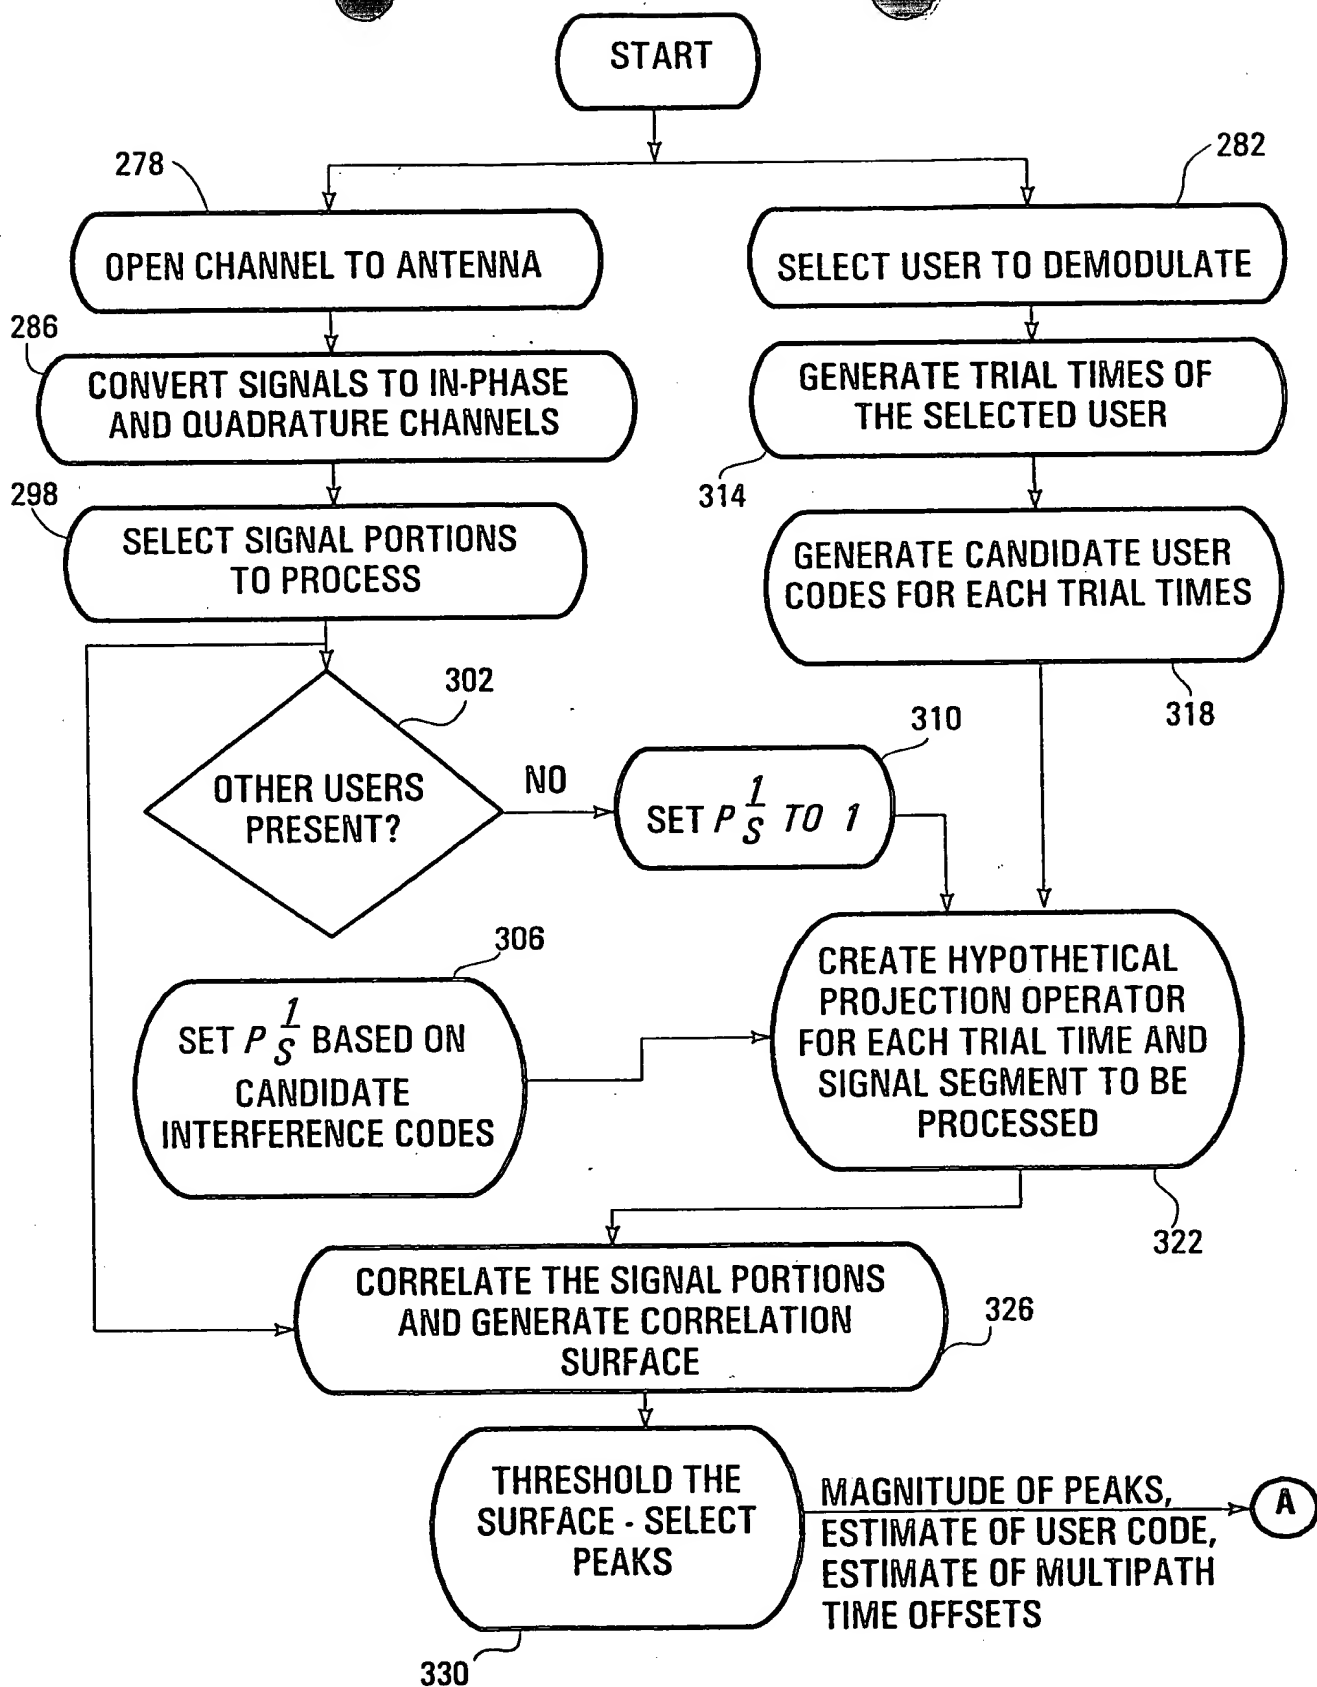 START
278
282
OPEN CHANNEL TO ANTENNA
SELECT USER TO DEMODULATE
286
CONVERT SIGNALS TO IN-PHASE
AND QUADRATURE CHANNELS
GENERATE TRIAL TIMES OF
THE SELECTED USER
314
298
SELECT SIGNAL PORTIONS
TO PROCESS
GENERATE CANDIDATE USER
CODES FOR EACH TRIAL TIMES
318
302
OTHER USERS
PRESENT?
NO
310
SET P 1/S TO 1
306
SET P 1/S BASED ON
CANDIDATE
INTERFERENCE CODES
CREATE HYPOTHETICAL
PROJECTION OPERATOR
FOR EACH TRIAL TIME AND
SIGNAL SEGMENT TO BE
PROCESSED
322
CORRELATE THE SIGNAL PORTIONS
AND GENERATE CORRELATION
SURFACE
326
THRESHOLD THE
SURFACE - SELECT
PEAKS
330
MAGNITUDE OF PEAKS,
ESTIMATE OF USER CODE,
ESTIMATE OF MULTIPATH
TIME OFFSETS
A